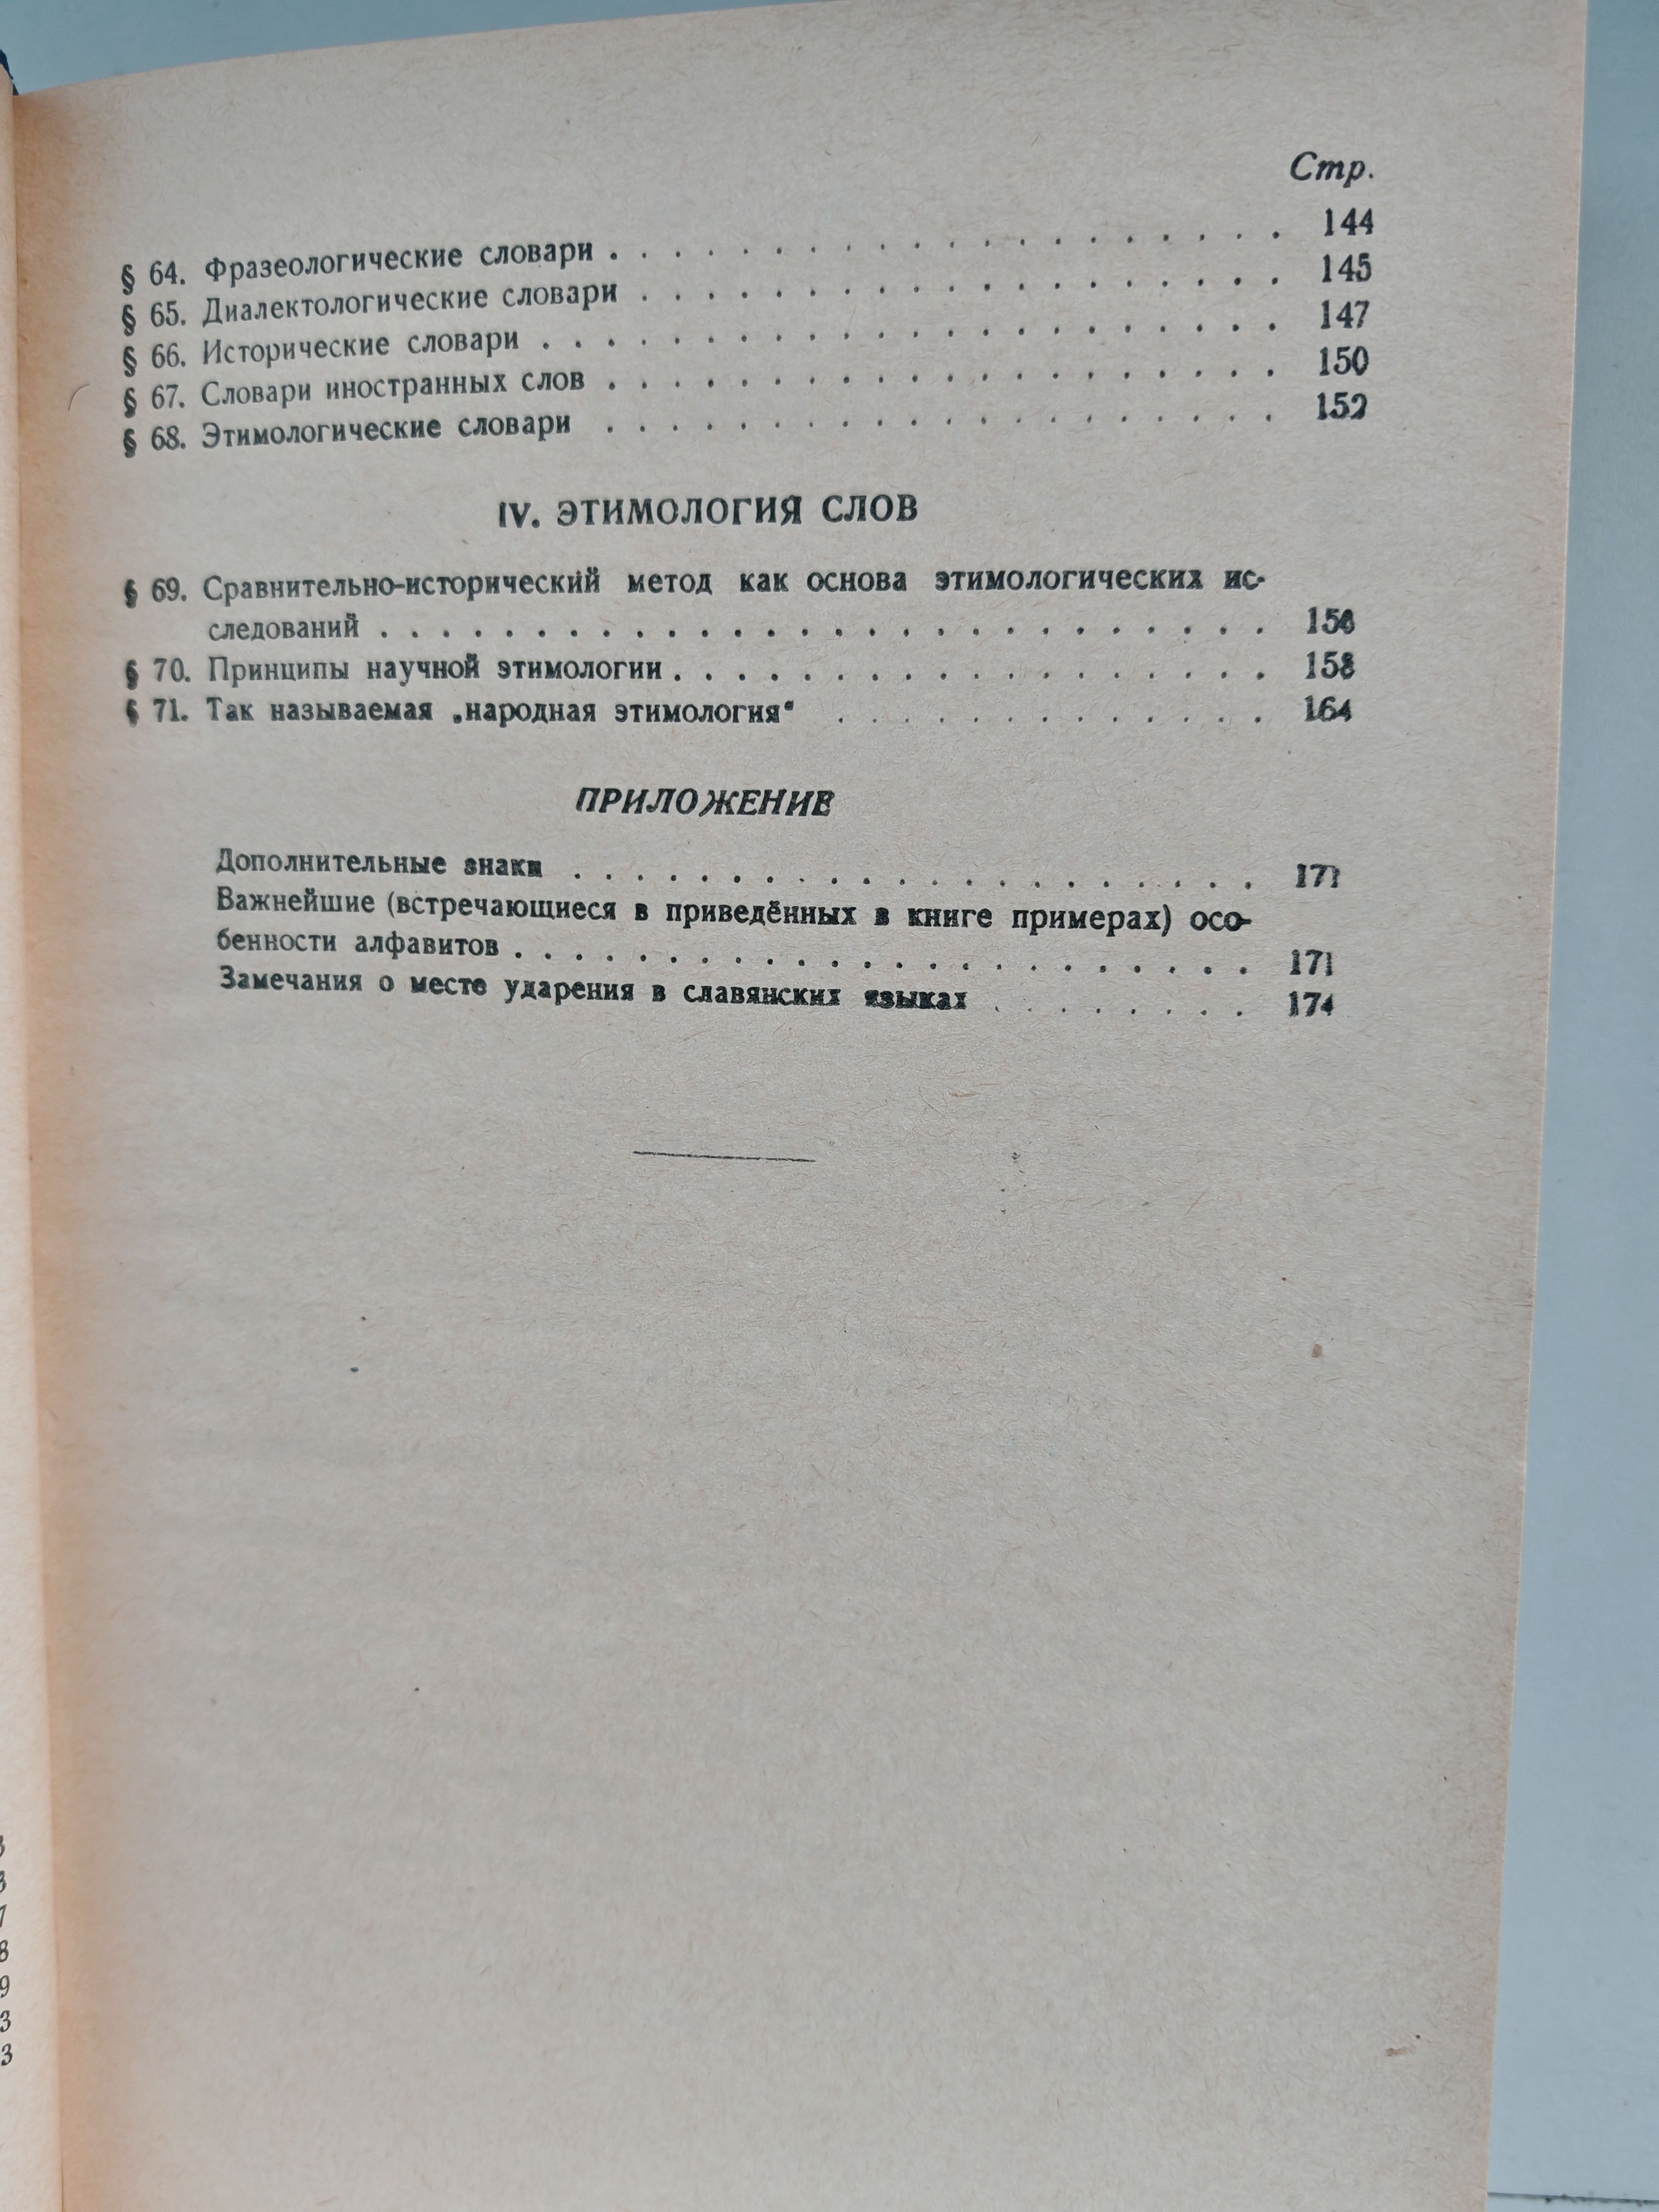 Стр.
§ 64. Фразеологические словари . . . . . . . . . . . . . . . . . . . . . 144
§ 65. Диалектологические словари . . . . . . . . . . . . . . . . . . . . 145
§ 66. Исторические словари . . . . . . . . . . . . . . . . . . . . . . . 147
§ 67. Словари иностранных слов . . . . . . . . . . . . . . . . . . . . . 150
§ 68. Этимологические словари . . . . . . . . . . . . . . . . . . . . . 152
IV. ЭТИМОЛОГИЯ СЛОВ
§ 69. Сравнительно-исторический метод как основа этимологических ис-
следований . . . . . . . . . . . . . . . . . . . . . . . . . . . . 156
§ 70. Принципы научной этимологии . . . . . . . . . . . . . . . . . . . 158
§ 71. Так называемая „народная этимология“ . . . . . . . . . . . . . . 164
ПРИЛОЖЕНИЕ
Дополнительные знаки . . . . . . . . . . . . . . . . . . . . . . 171
Важнейшие (встречающиеся в приведённых в книге примерах) осо-
бенности алфавитов . . . . . . . . . . . . . . . . . . . . . . . . 171
Замечания о месте ударения в славянских языках . . . . . . . . 174